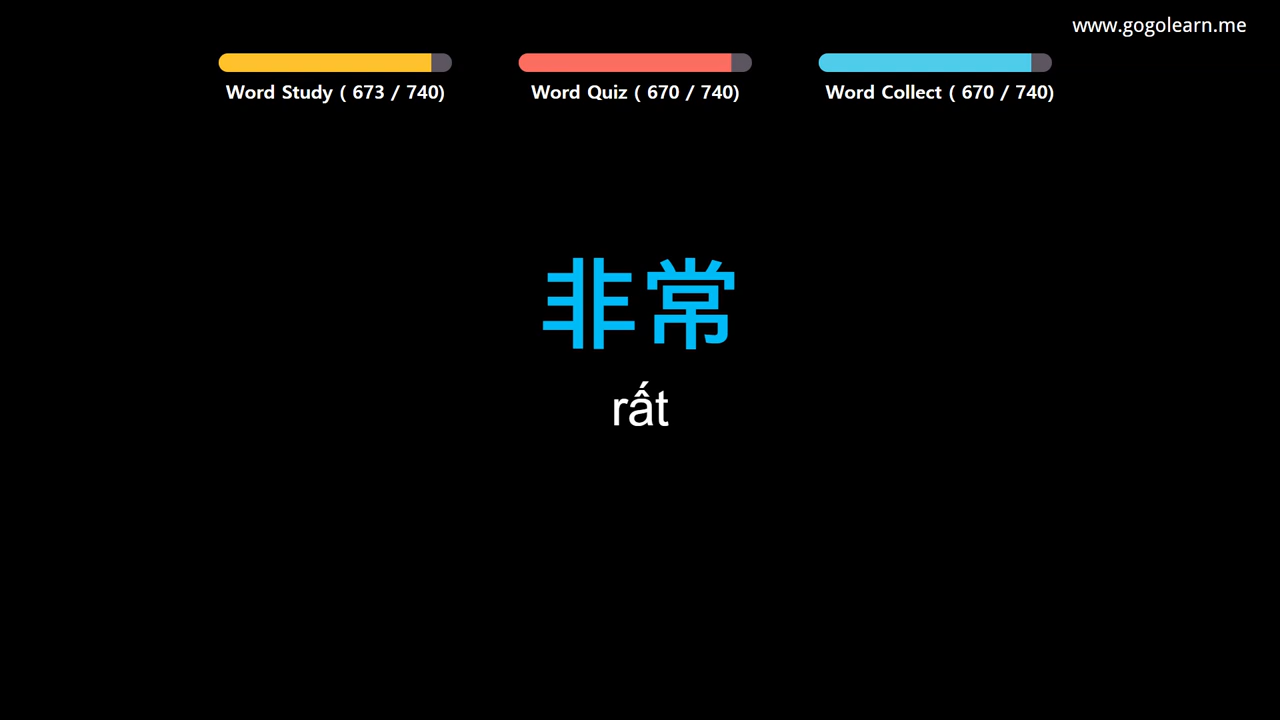 www.gogolearn.me
Word Study ( 673 / 740)
Word Quiz ( 670 / 740)
Word Collect ( 670 / 740)
非常
rất